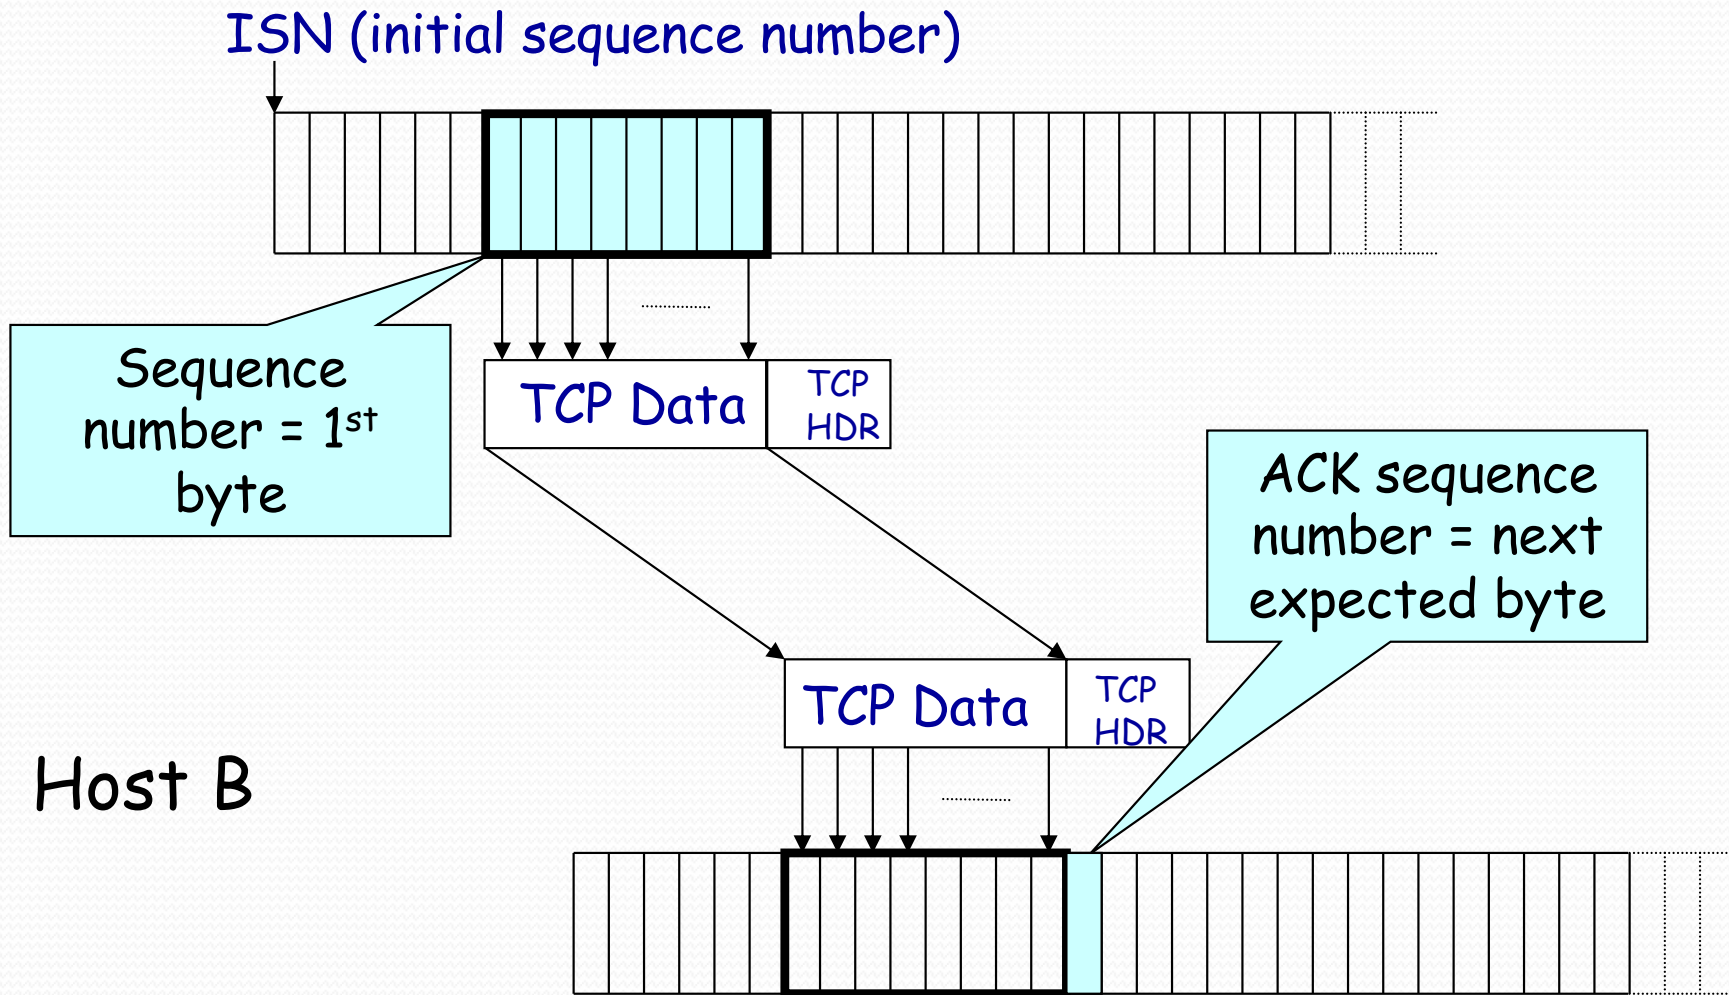 ISN (initial sequence number)
Sequence
number = 1st
byte
TCP Data
TCP
HDR
ACK sequence
number = next
expected byte
TCP Data
TCP
HDR
Host B